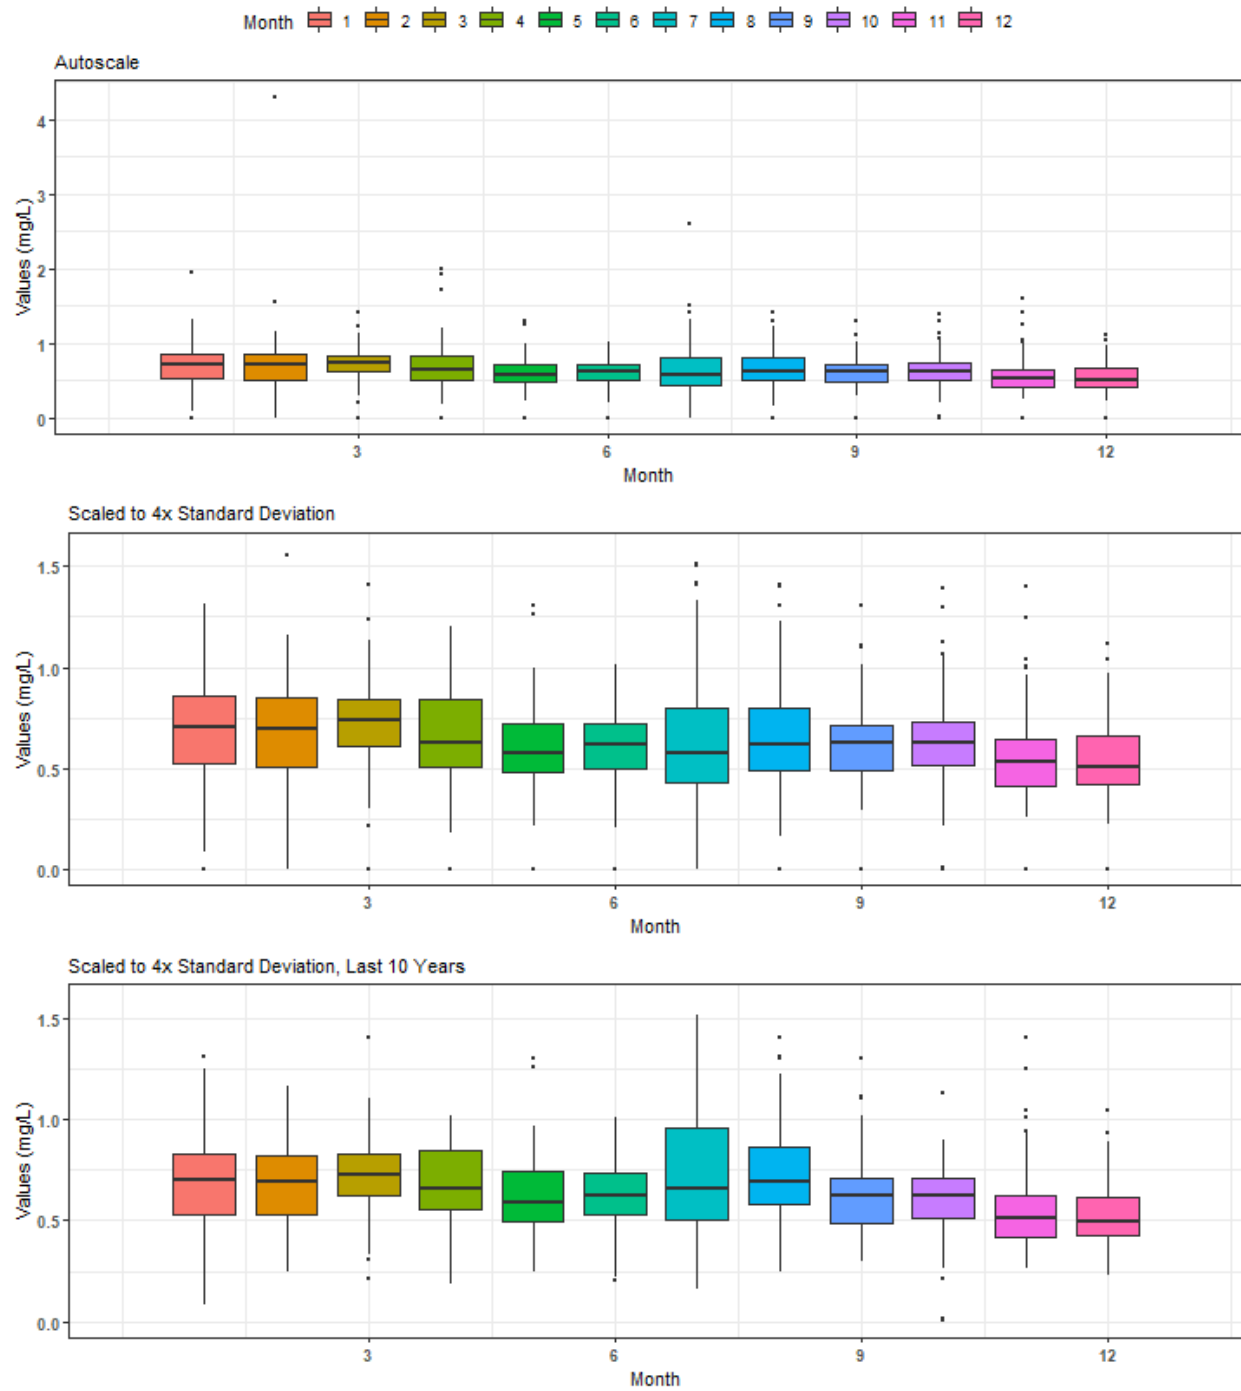 Month 1 2 3 4 5 6 7 8 9 10 11 12
Autoscale
Values (mg/L)
4
3
2
1
0
3 6 9 12
Month
Scaled to 4x Standard Deviation
Values (mg/L)
1.5
1.0
0.5
0.0
3 6 9 12
Month
Scaled to 4x Standard Deviation, Last 10 Years
Values (mg/L)
1.5
1.0
0.5
0.0
3 6 9 12
Month